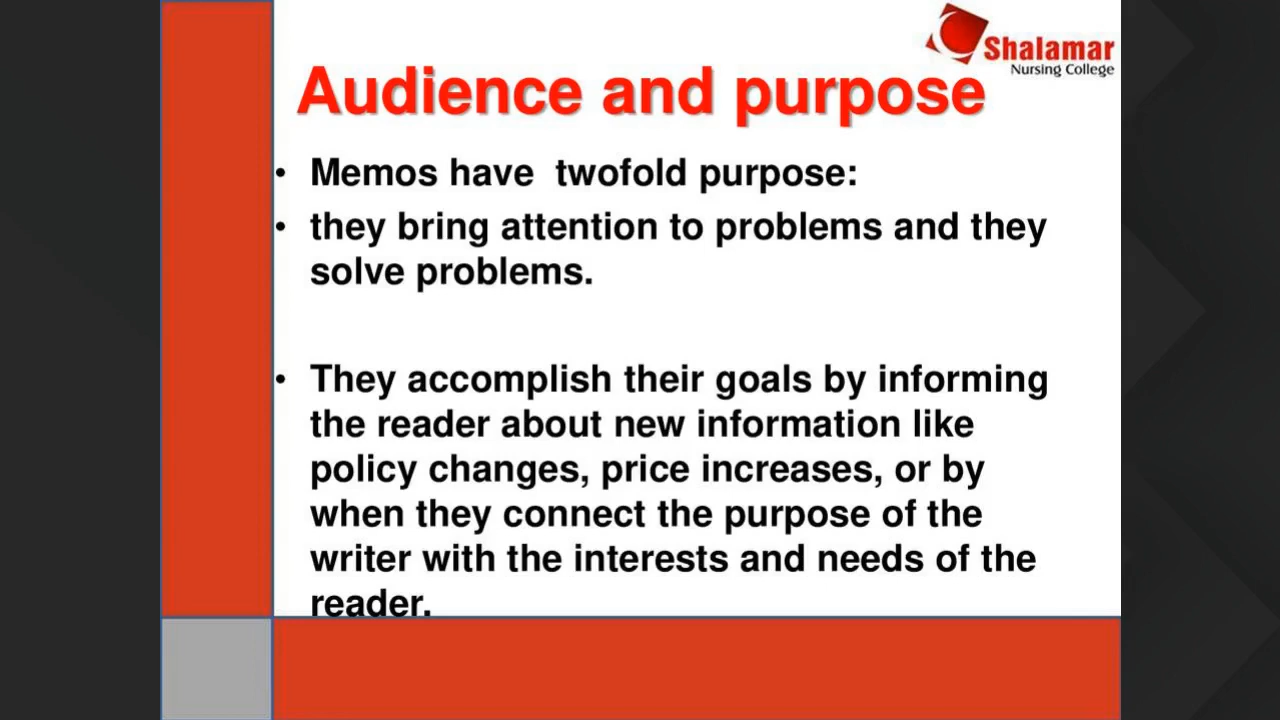 Shalamar
Nursing College
Audience and purpose
• Memos have  twofold purpose:
• they bring attention to problems and they
solve problems.
• They accomplish their goals by informing
the reader about new information like
policy changes, price increases, or by
when they connect the purpose of the
writer with the interests and needs of the
reader.